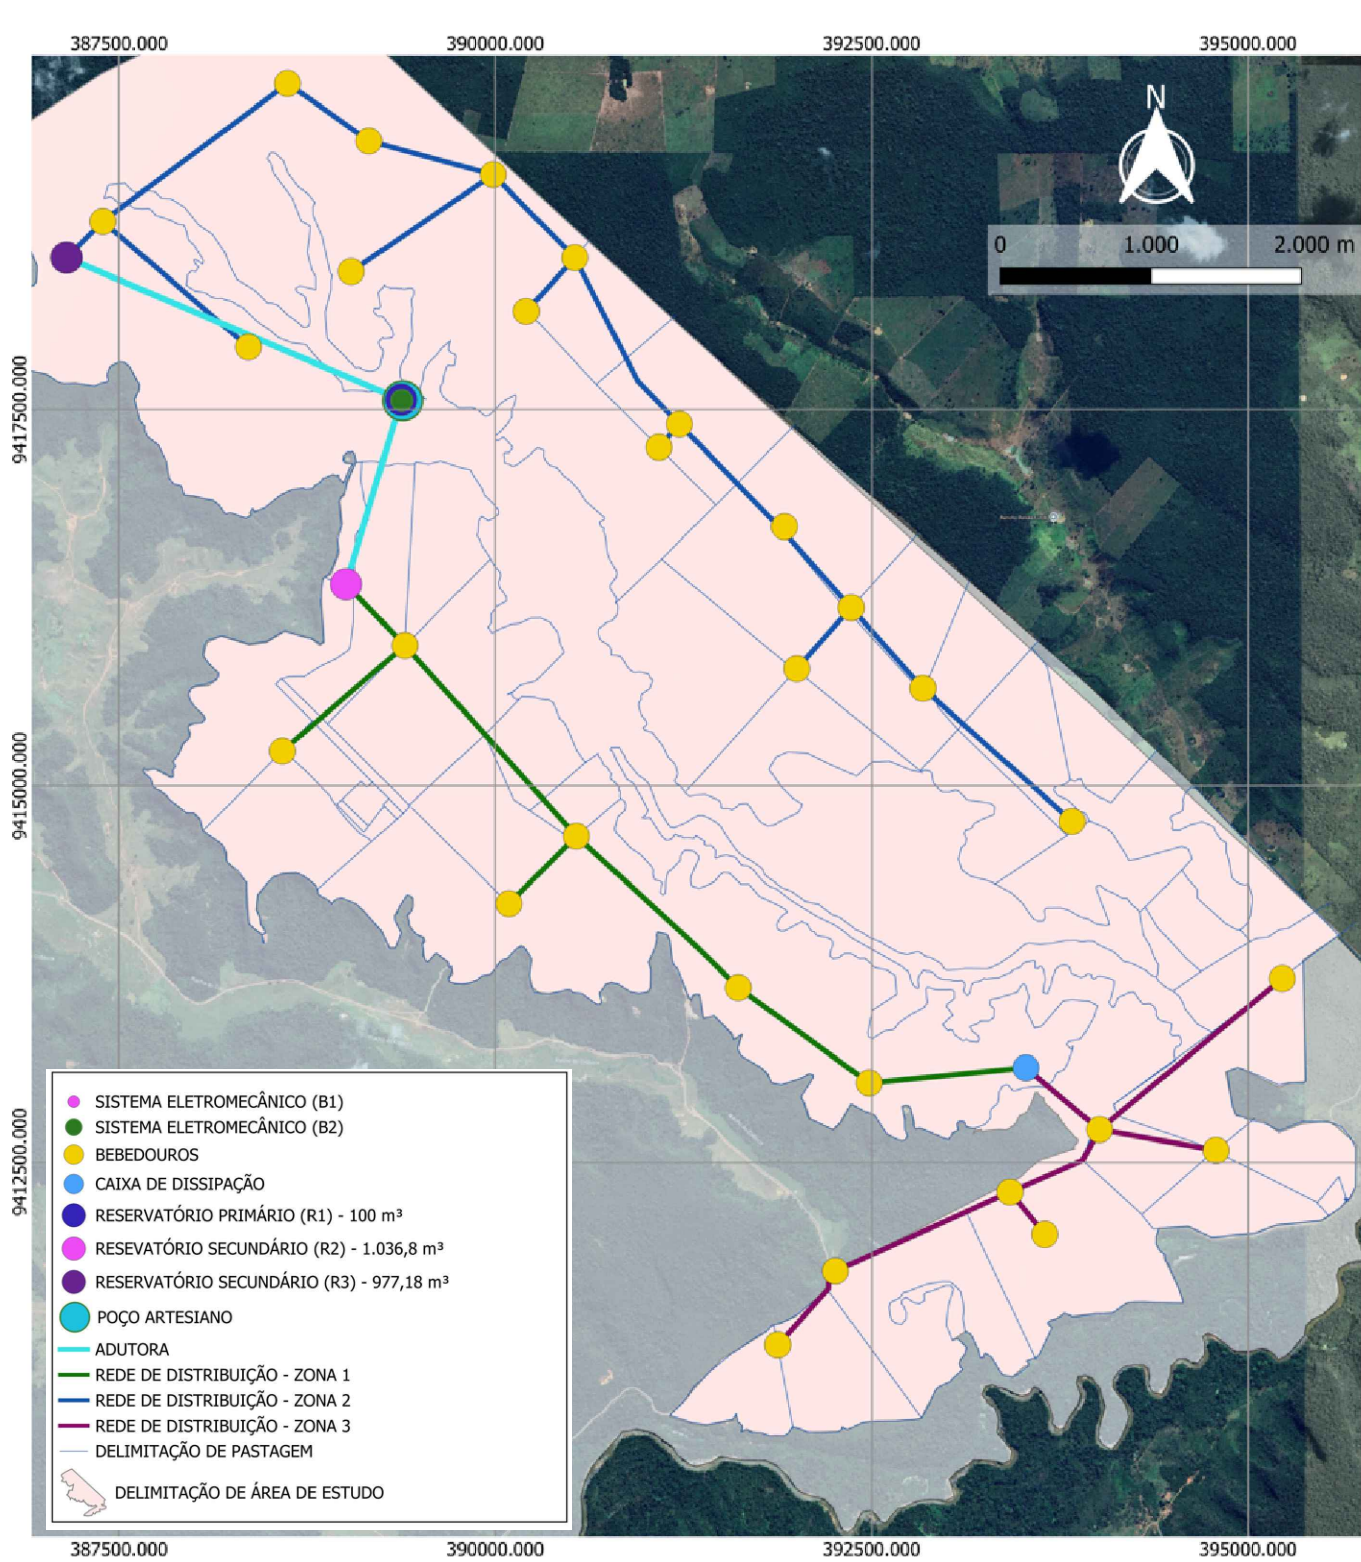 387500.000 390000.000 392500.000 395000.000
N
0 1.000 2.000 m
9417500.000
9415000.000
9412500.000
SISTEMA ELETROMECÂNICO (B1)
SISTEMA ELETROMECÂNICO (B2)
BEBEDOUROS
CAIXA DE DISSIPAÇÃO
RESERVATÓRIO PRIMÁRIO (R1) - 100 m³
RESEVATÓRIO SECUNDÁRIO (R2) - 1.036,8 m³
RESERVATÓRIO SECUNDÁRIO (R3) - 977,18 m³
POÇO ARTESIANO
ADUTORA
REDE DE DISTRIBUIÇÃO - ZONA 1
REDE DE DISTRIBUIÇÃO - ZONA 2
REDE DE DISTRIBUIÇÃO - ZONA 3
DELIMITAÇÃO DE PASTAGEM
DELIMITAÇÃO DE ÁREA DE ESTUDO
387500.000 390000.000 392500.000 395000.000